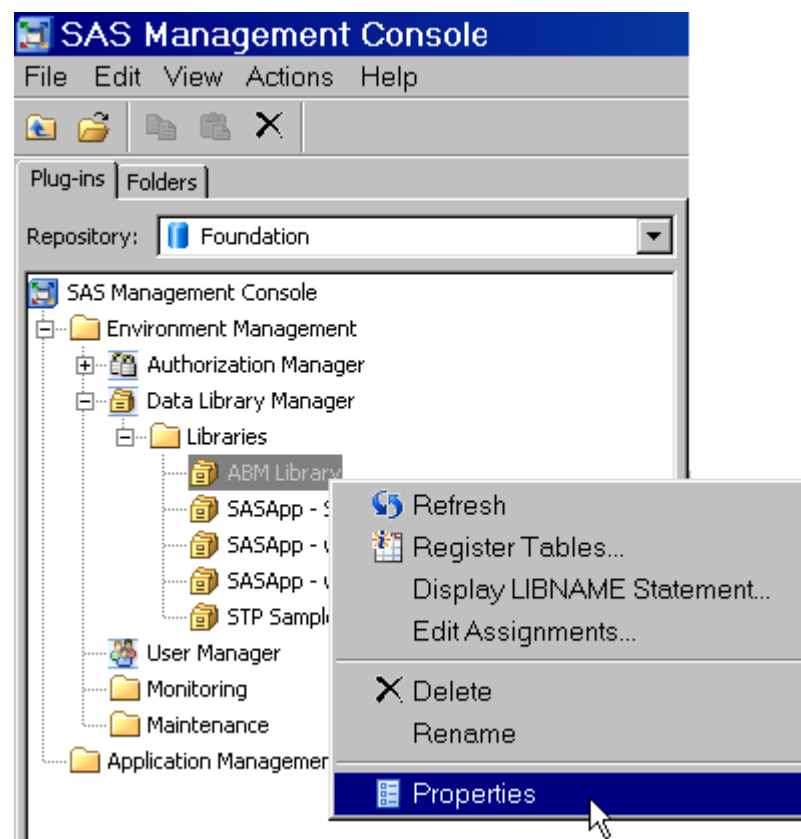 SAS Management Console
File Edit View Actions Help
Plug-ins Folders
Repository: Foundation
SAS Management Console
Environment Management
Authorization Manager
Data Library Manager
Libraries
ABM Library
SASApp -
SASApp -
SASApp -
STP
User Manager
Monitoring
Maintenance
Application
Refresh
Register Tables...
Display LIBNAME Statement...
Edit Assignments...
Delete
Rename
Properties